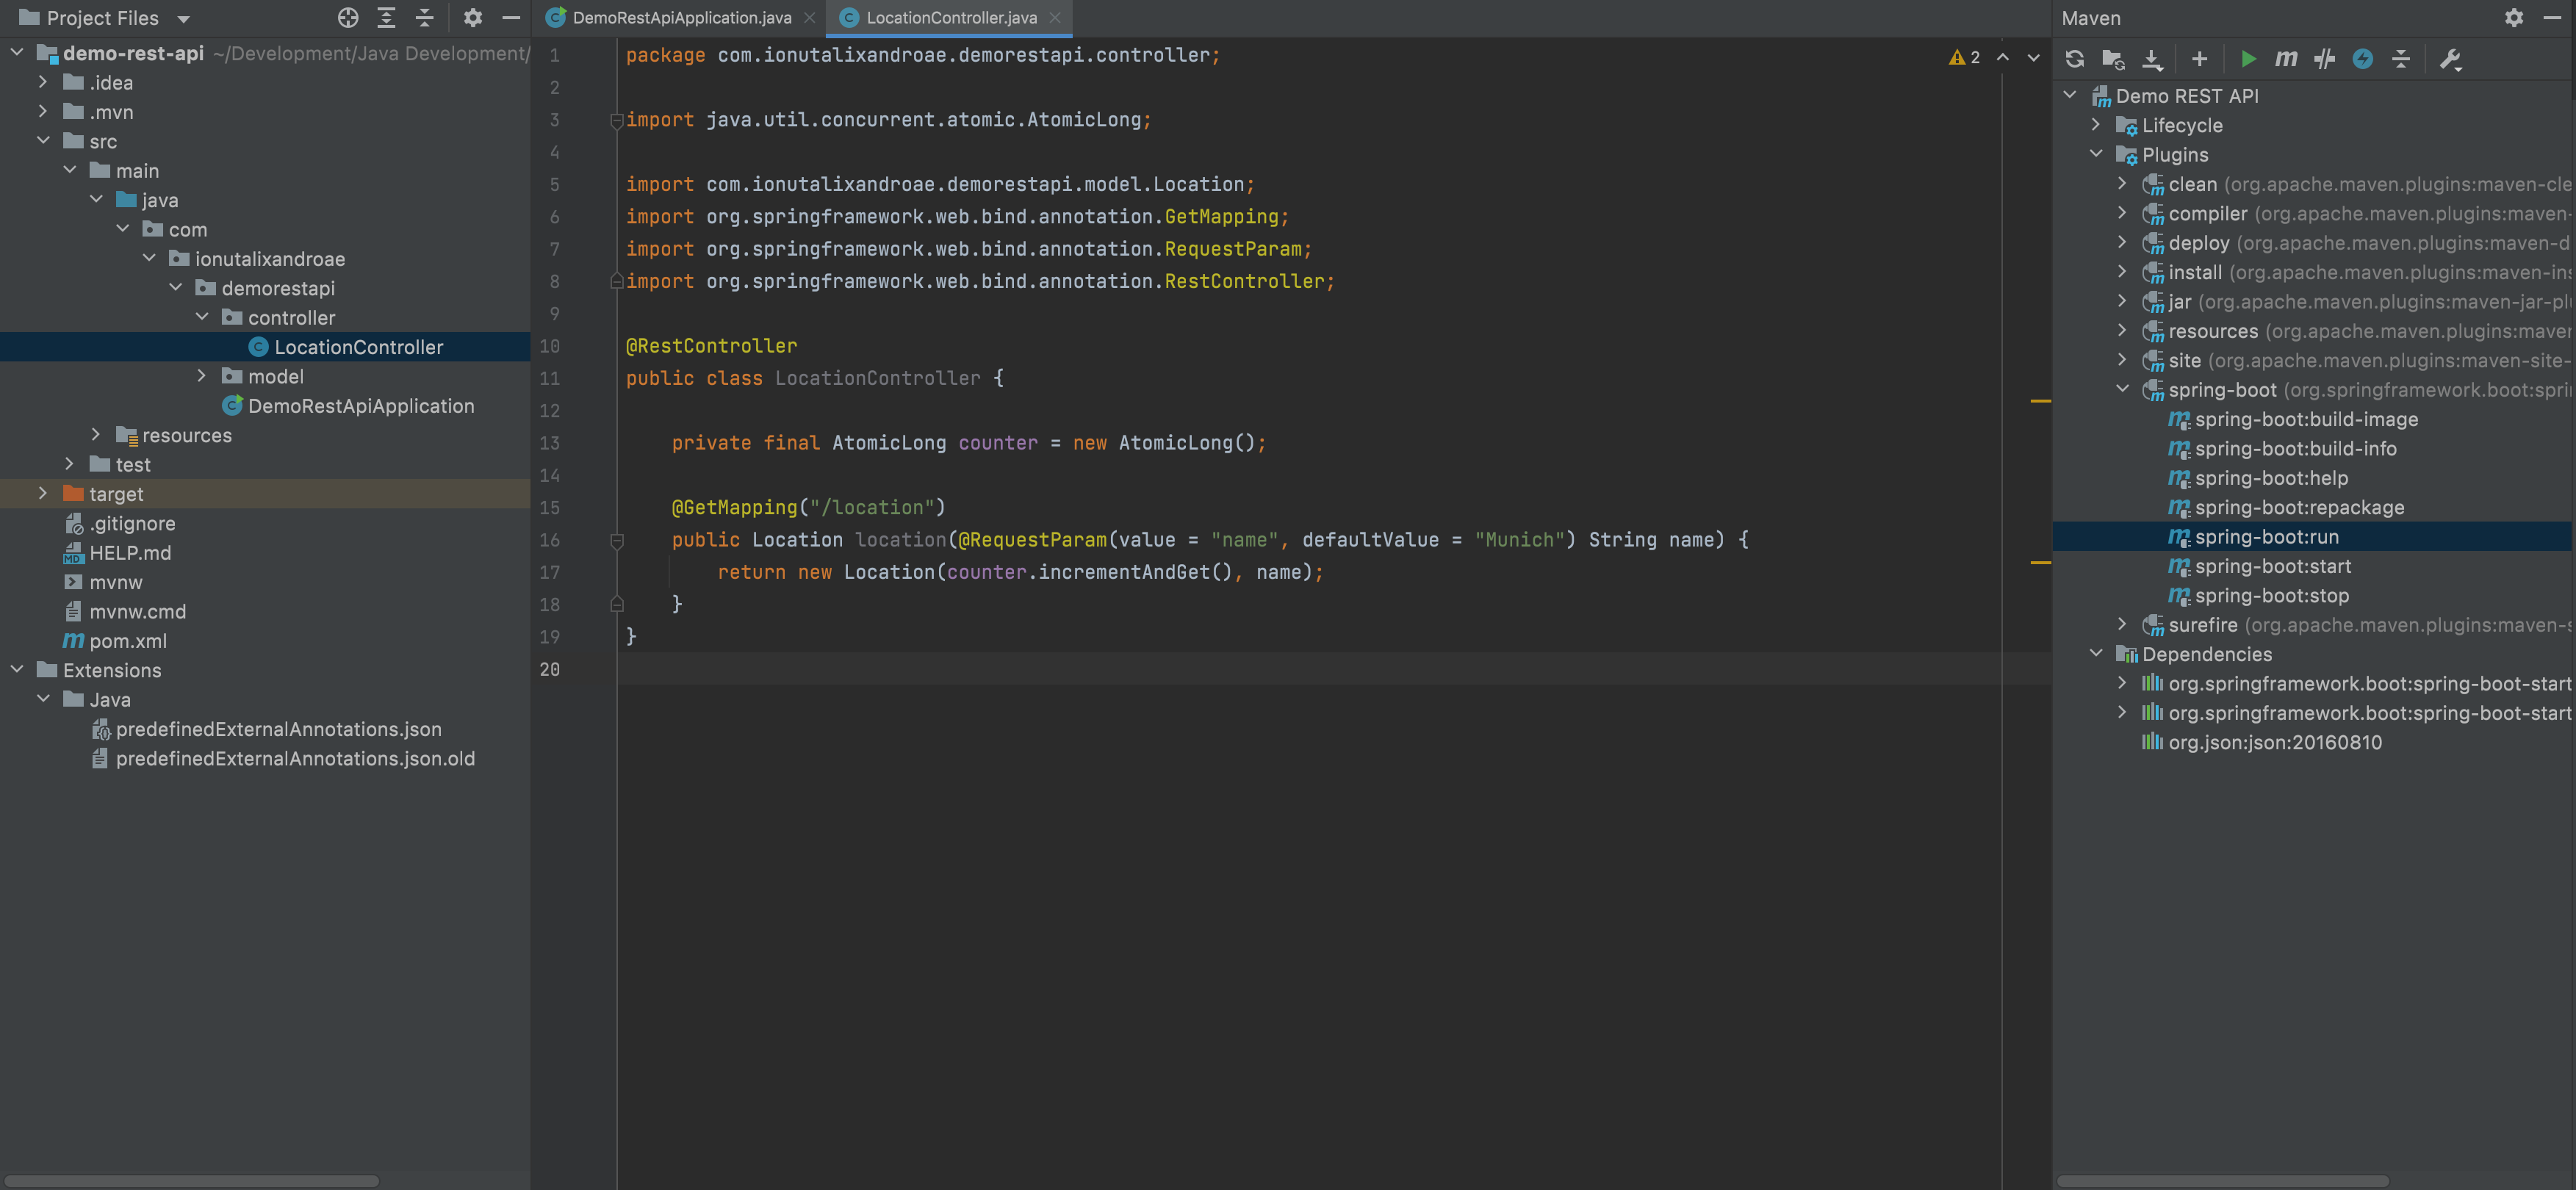 Project Files
demo-rest-api ~/Development/Java Development/
.idea
.mvn
src
main
java
com
ionutalixandroae
demorestapi
controller
LocationController
model
DemoRestApiApplication
resources
test
target
.gitignore
HELP.md
mvnw
mvnw.cmd
pom.xml
Extensions
Java
predefinedExternalAnnotations.json
predefinedExternalAnnotations.json.old
DemoRestApiApplication.java
LocationController.java
2
1 package com.ionutalixandroae.demorestapi.controller;
2
3 import java.util.concurrent.atomic.AtomicLong;
4
5 import com.ionutalixandroae.demorestapi.model.Location;
6 import org.springframework.web.bind.annotation.GetMapping;
7 import org.springframework.web.bind.annotation.RequestParam;
8 import org.springframework.web.bind.annotation.RestController;
9
10 @RestController
11 public class LocationController {
12
13 private final AtomicLong counter = new AtomicLong();
14
15 @GetMapping("/location")
16 public Location location(@RequestParam(value = "name", defaultValue = "Munich") String name) {
17 return new Location(counter.incrementAndGet(), name);
18 }
19 }
20
Maven
Demo REST API
Lifecycle
Plugins
clean (org.apache.maven.plugins:maven-cle
compiler (org.apache.maven.plugins:maven-
deploy (org.apache.maven.plugins:maven-d
install (org.apache.maven.plugins:maven-ins
jar (org.apache.maven.plugins:maven-jar-pl
resources (org.apache.maven.plugins:maver
site (org.apache.maven.plugins:maven-site-
spring-boot (org.springframework.boot:spri
spring-boot:build-image
spring-boot:build-info
spring-boot:help
spring-boot:repackage
spring-boot:run
spring-boot:start
spring-boot:stop
surefire (org.apache.maven.plugins:maven-s
Dependencies
org.springframework.boot:spring-boot-start
org.springframework.boot:spring-boot-start
org.json:json:20160810